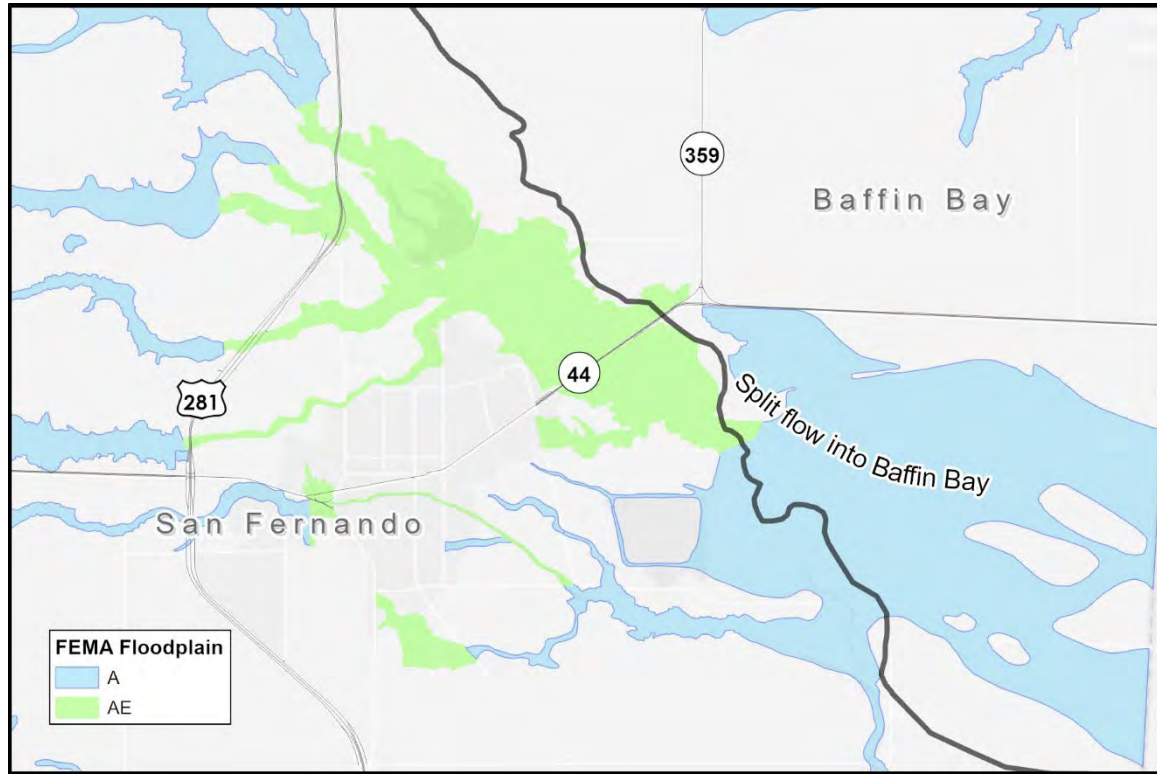 359
Baffin Bay
44
281
Split flow into Baffin Bay
San Fernando
FEMA Floodplain
A
AE